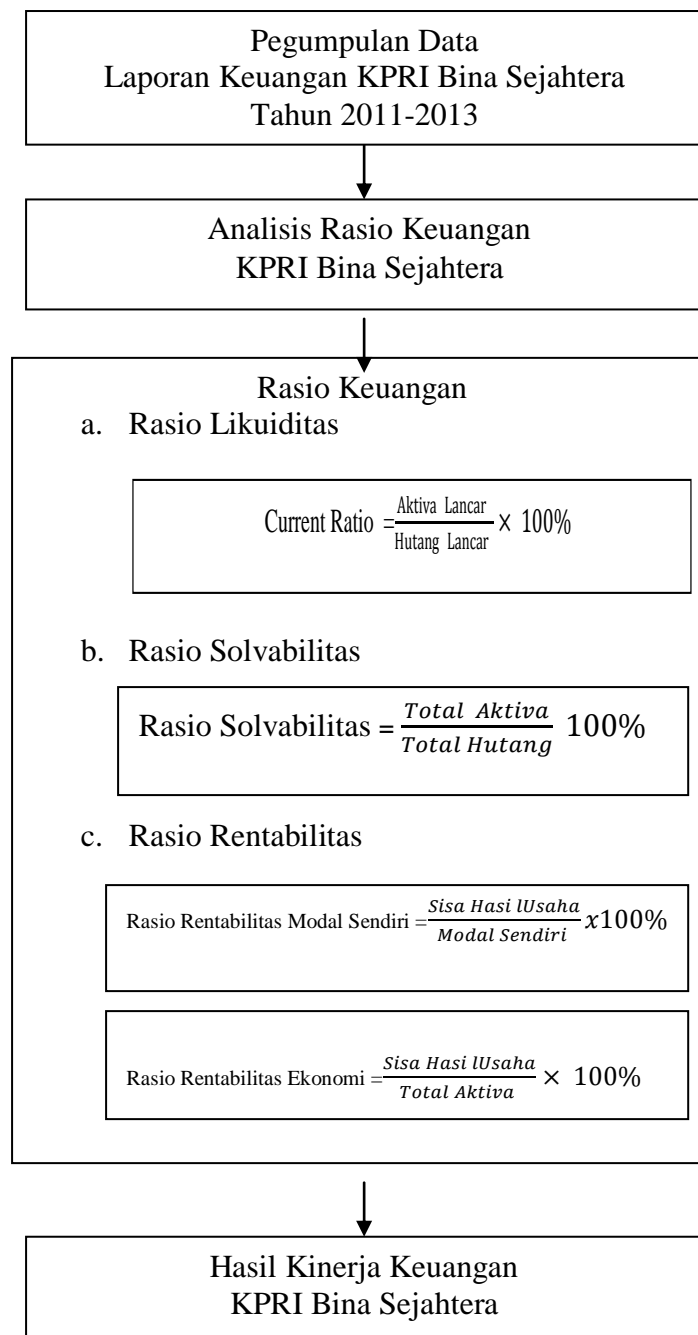 Pegumpulan Data
Laporan Keuangan KPRI Bina Sejahtera
Tahun 2011-2013
Analisis Rasio Keuangan
KPRI Bina Sejahtera
Rasio Keuangan
a. Rasio Likuiditas
Current Ratio = Aktiva Lancar / Hutang Lancar × 100%
b. Rasio Solvabilitas
Rasio Solvabilitas = Total Aktiva / Total Hutang 100%
c. Rasio Rentabilitas
Rasio Rentabilitas Modal Sendiri = Sisa Hasi lUsaha / Modal Sendiri x100%
Rasio Rentabilitas Ekonomi = Sisa Hasi lUsaha / Total Aktiva × 100%
Hasil Kinerja Keuangan
KPRI Bina Sejahtera